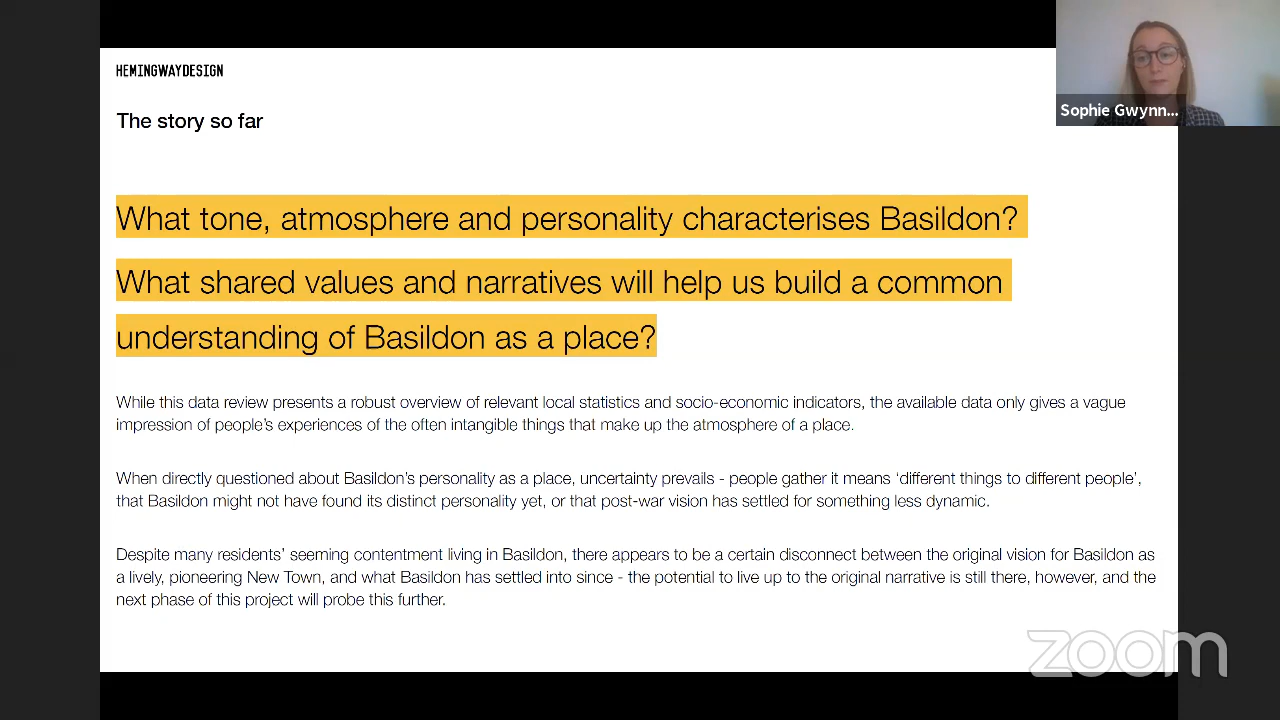 HEMINGWAYDESIGN
The story so far
Sophie Gwynn...
What tone, atmosphere and personality characterises Basildon?
What shared values and narratives will help us build a common
understanding of Basildon as a place?
While this data review presents a robust overview of relevant local statistics and socio-economic indicators, the available data only gives a vague
impression of people's experiences of the often intangible things that make up the atmosphere of a place.
When directly questioned about Basildon's personality as a place, uncertainty prevails - people gather it means ‘different things to different people’,
that Basildon might not have found its distinct personality yet, or that post-war vision has settled for something less dynamic.
Despite many residents’ seeming contentment living in Basildon, there appears to be a certain disconnect between the original vision for Basildon as
a lively, pioneering New Town, and what Basildon has settled into since - the potential to live up to the original narrative is still there, however, and the
next phase of this project will probe this further.
zoom